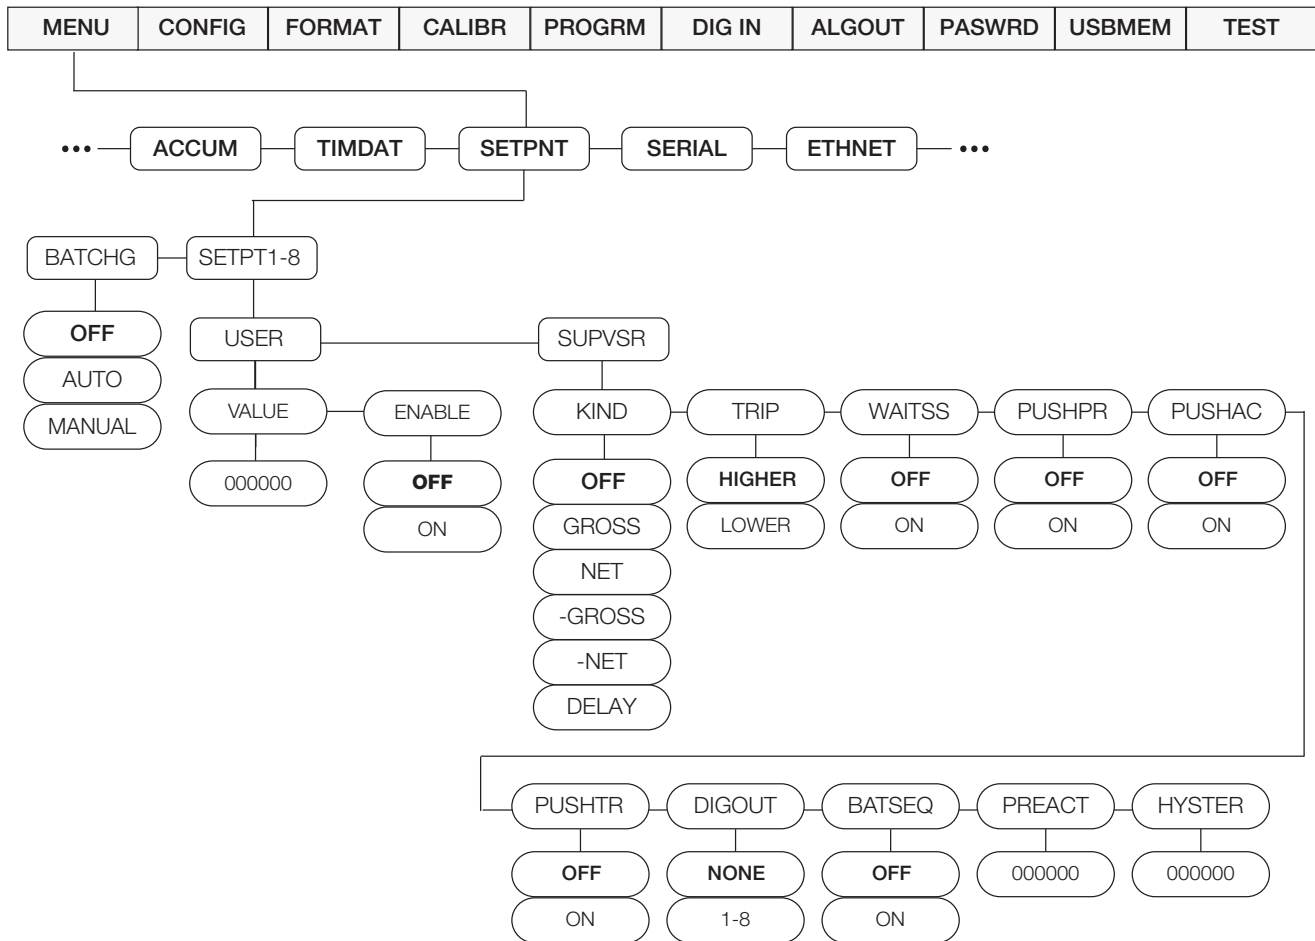 MENU CONFIG FORMAT CALIBR PROGRM DIG IN ALGOUT PASWRD USBMEM TEST
••• ACCUM TIMDAT SETPNT SERIAL ETHNET •••
BATCHG SETPT1-8
OFF USER SUPVSR
AUTO
MANUAL VALUE ENABLE KIND TRIP WAITSS PUSHPR PUSHAC
000000 OFF OFF HIGHER OFF OFF OFF
ON GROSS LOWER ON ON ON
NET
-GROSS
-NET
DELAY
PUSHTR DIGOUT BATSEQ PREACT HYSTER
OFF NONE OFF 000000 000000
ON 1-8 ON